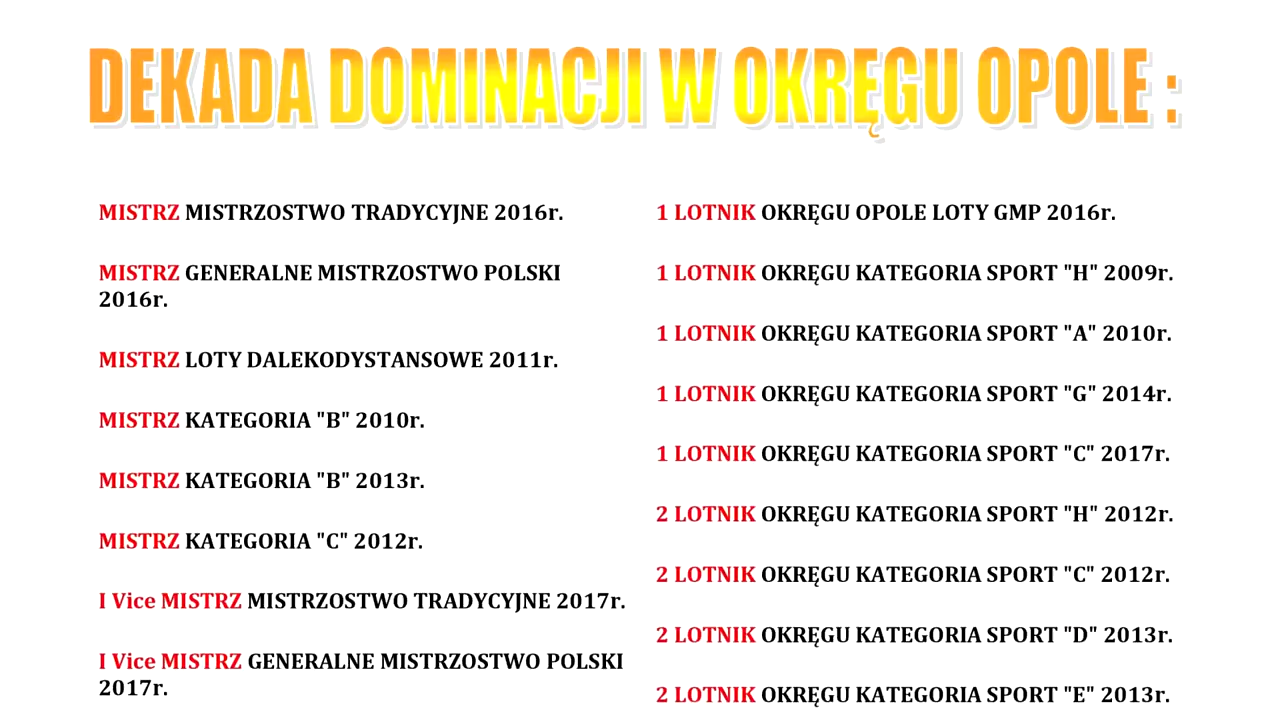 DEKADA DOMINACJI W OKRĘGU OPOLE :
MISTRZ MISTRZOSTWO TRADYCYJNE 2016r.
MISTRZ GENERALNE MISTRZOSTWO POLSKI
2016r.
MISTRZ LOTY DALEKODYSTANSOWE 2011r.
MISTRZ KATEGORIA "B" 2010r.
MISTRZ KATEGORIA "B" 2013r.
MISTRZ KATEGORIA "C" 2012r.
I Vice MISTRZ MISTRZOSTWO TRADYCYJNE 2017r.
I Vice MISTRZ GENERALNE MISTRZOSTWO POLSKI
2017r.
1 LOTNIK OKRĘGU OPOLE LOTY GMP 2016r.
1 LOTNIK OKRĘGU KATEGORIA SPORT "H" 2009r.
1 LOTNIK OKRĘGU KATEGORIA SPORT "A" 2010r.
1 LOTNIK OKRĘGU KATEGORIA SPORT "G" 2014r.
1 LOTNIK OKRĘGU KATEGORIA SPORT "C" 2017r.
2 LOTNIK OKRĘGU KATEGORIA SPORT "H" 2012r.
2 LOTNIK OKRĘGU KATEGORIA SPORT "C" 2012r.
2 LOTNIK OKRĘGU KATEGORIA SPORT "D" 2013r.
2 LOTNIK OKRĘGU KATEGORIA SPORT "E" 2013r.